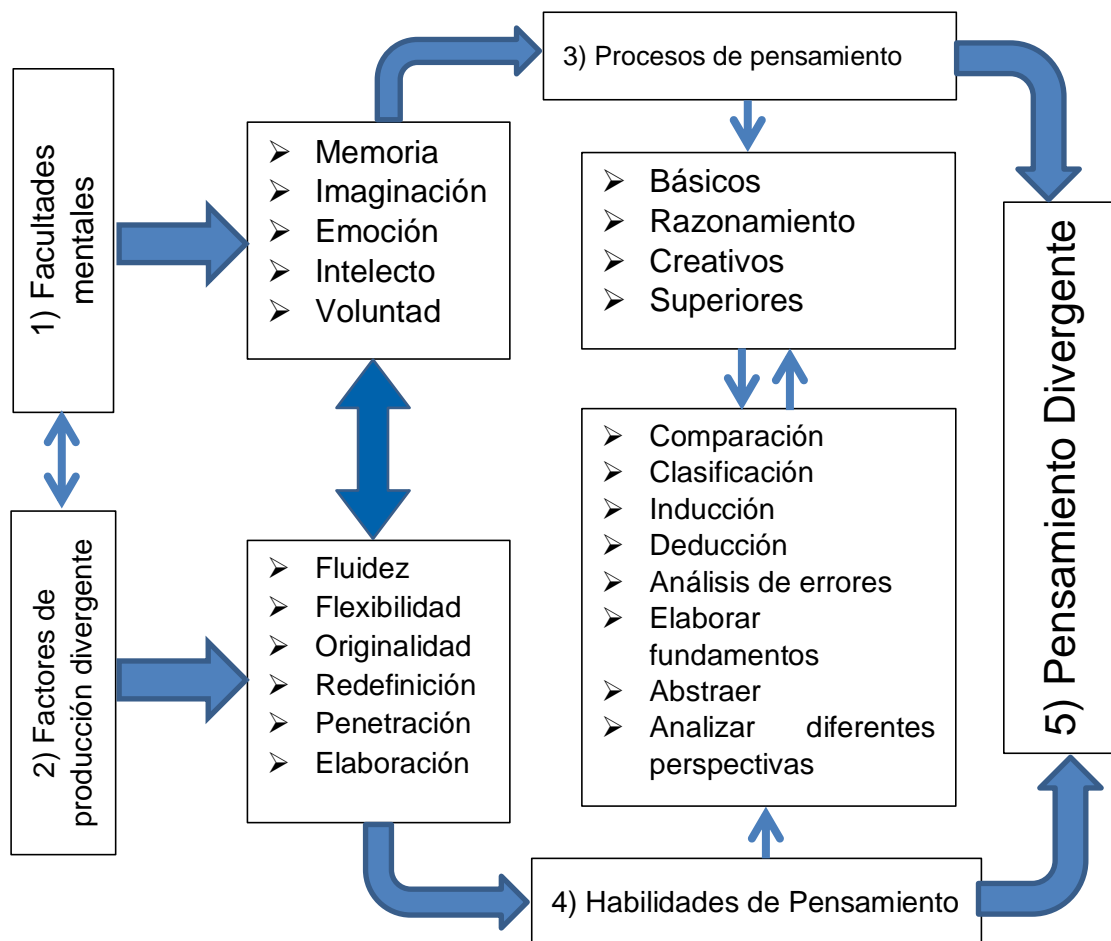 1) Facultades
mentales
➢ Memoria
➢ Imaginación
➢ Emoción
➢ Intelecto
➢ Voluntad
2) Factores de
producción divergente
➢ Fluidez
➢ Flexibilidad
➢ Originalidad
➢ Redefinición
➢ Penetración
➢ Elaboración
3) Procesos de pensamiento
➢ Básicos
➢ Razonamiento
➢ Creativos
➢ Superiores
➢ Comparación
➢ Clasificación
➢ Inducción
➢ Deducción
➢ Análisis de errores
➢ Elaborar
fundamentos
➢ Abstraer
➢ Analizar diferentes
perspectivas
4) Habilidades de Pensamiento
5) Pensamiento Divergente